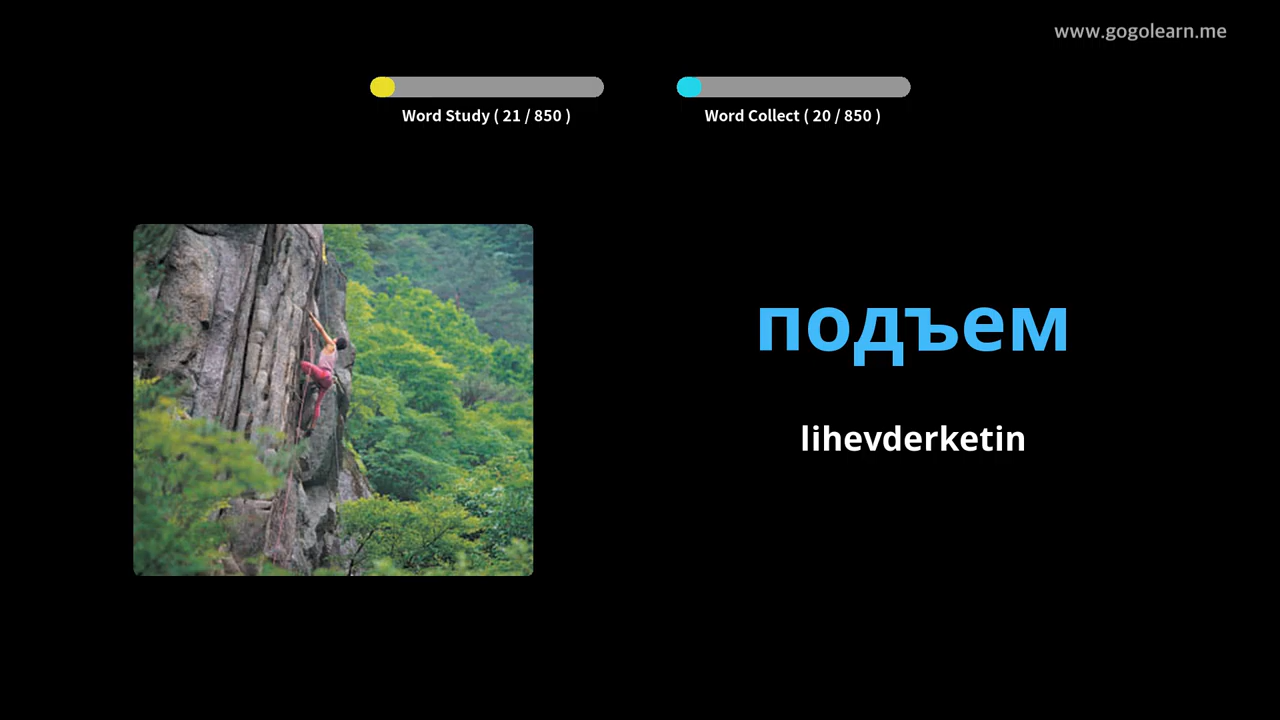 www.gogolearn.me
Word Study ( 21 / 850 )
Word Collect ( 20 / 850 )
подъем
lihevderketin